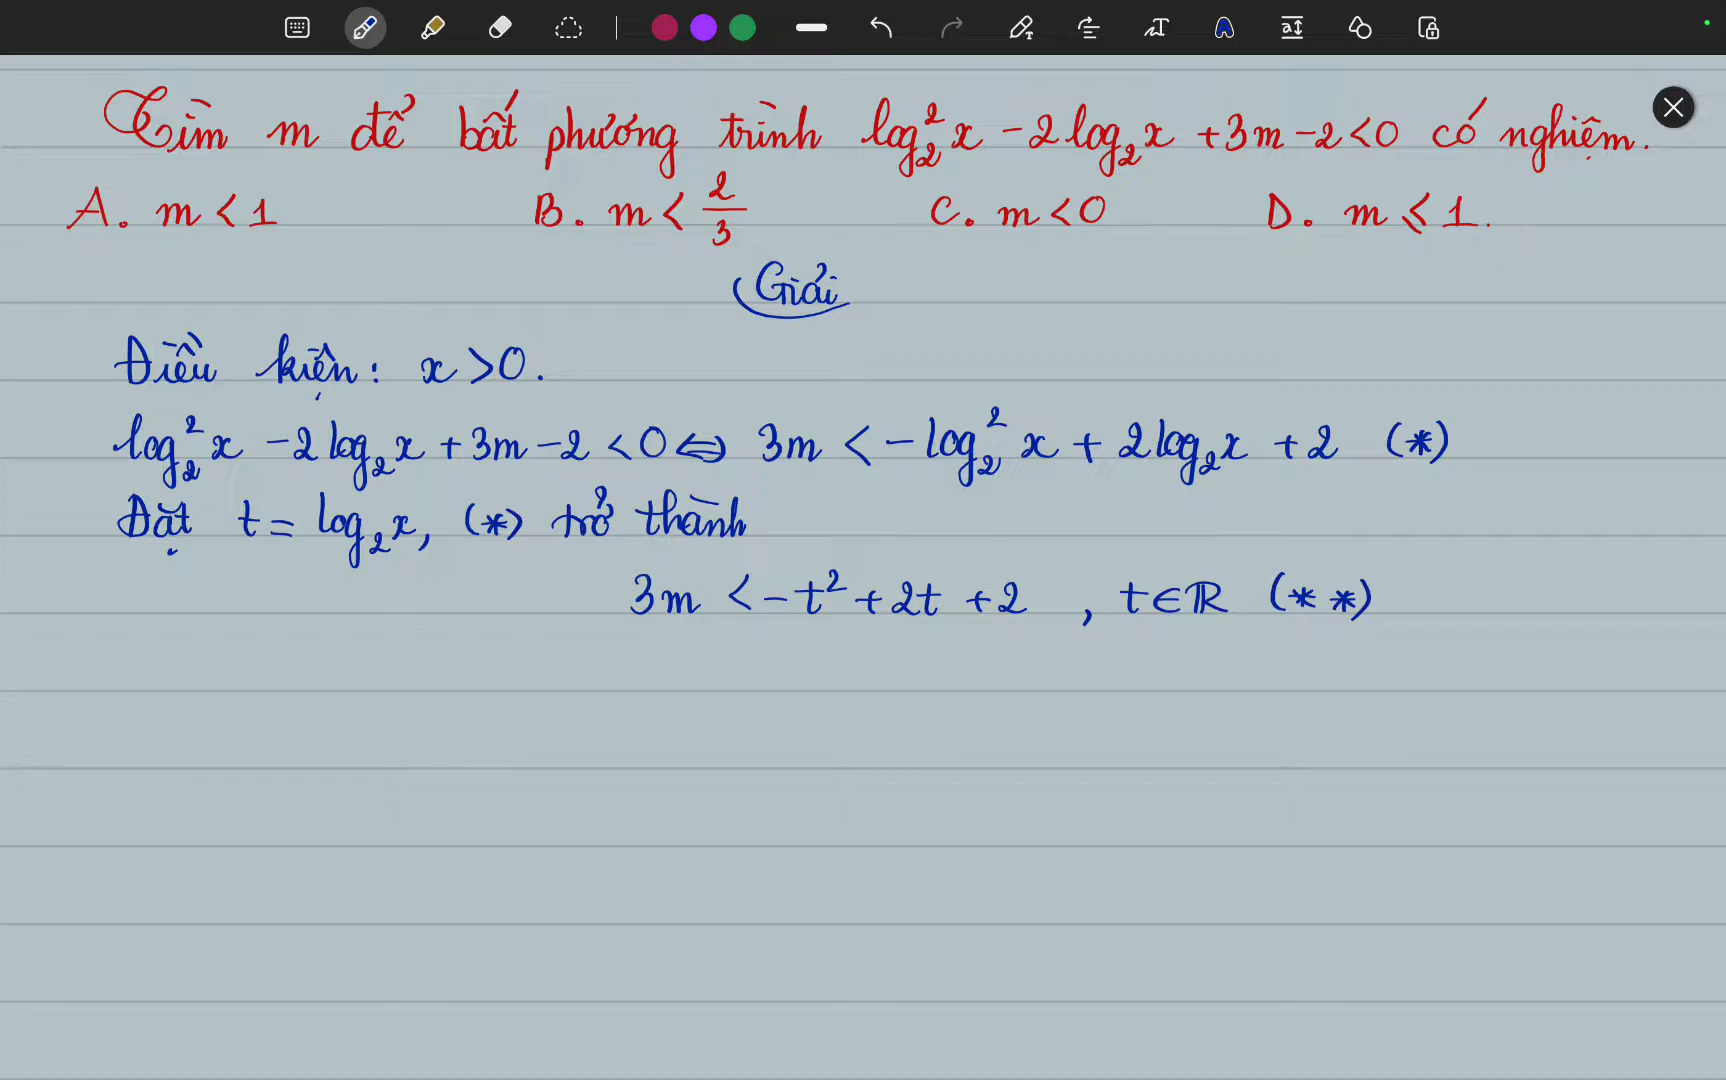 Tìm m để bất phương trình log₂²x - 2log₂x + 3m - 2 < 0 có nghiệm.
A. m < 1 B. m < 2/3 C. m < 0 D. m ≤ 1.
Giải
Điều kiện: x > 0.
log₂²x - 2log₂x + 3m - 2 < 0 ⇔ 3m < -log₂²x + 2log₂x + 2 (*)
Đặt t = log₂x, (*) trở thành
3m < -t² + 2t + 2 , t ∈ ℝ (**)